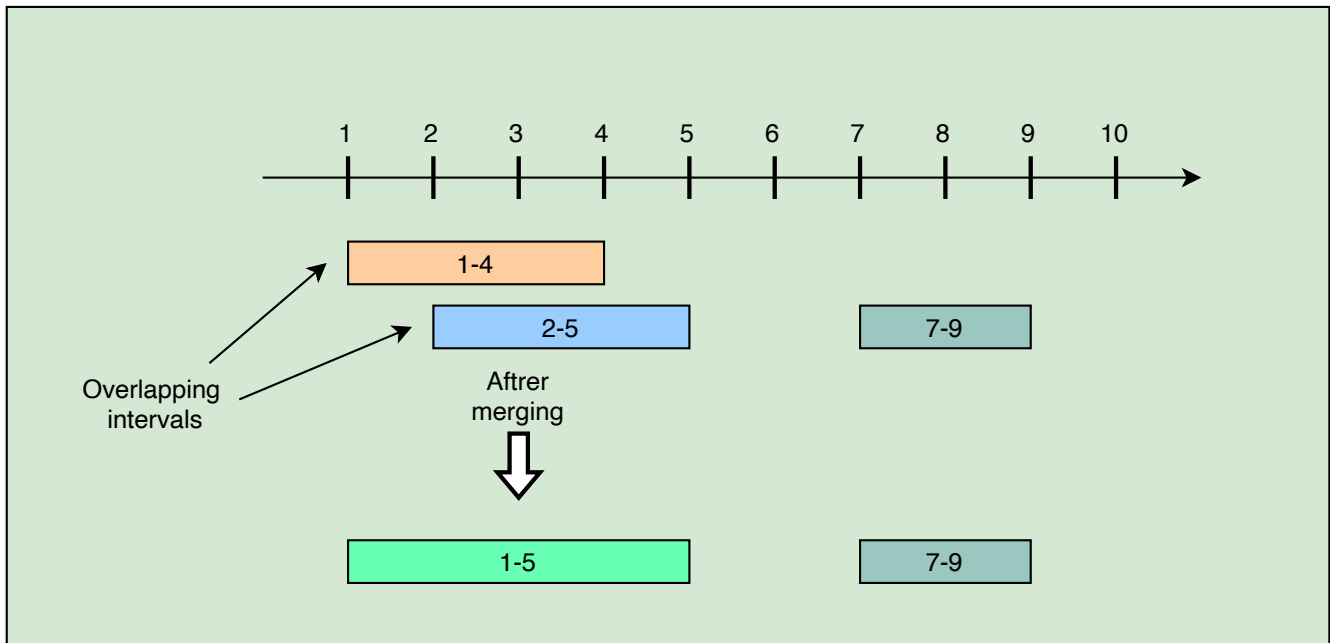 1 2 3 4 5 6 7 8 9 10
1-4
2-5 7-9
Overlapping
intervals
Aftrer
merging
1-5 7-9